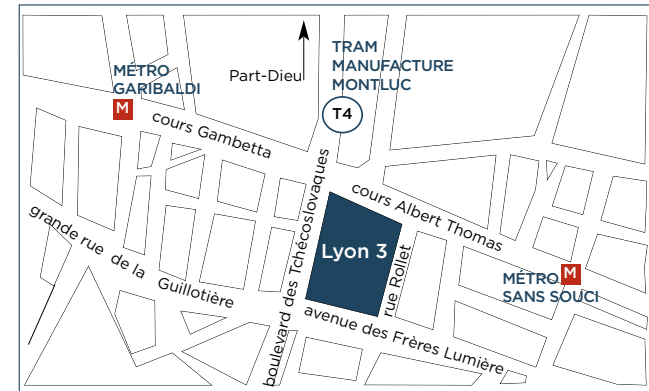 TRAM
MANUFACTURE
MONTLUC
MÉTRO
GARIBALDI
Part-Dieu
M
T4
cours Gambetta
boulevard des Tchécoslovaques
cours Albert Thomas
grande rue de la Guillotière
Lyon 3
rue Rollet
MÉTRO
SANS SOUCI
M
avenue des Frères Lumière